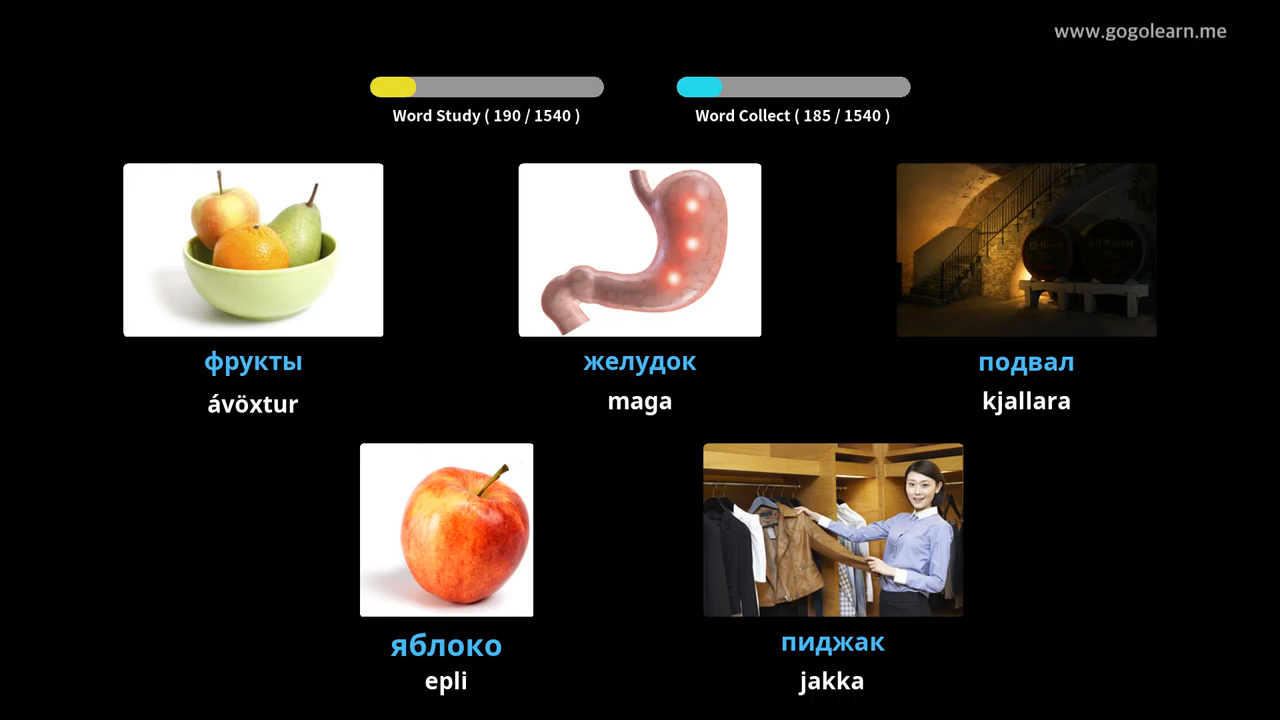 www.gogolearn.me
Word Study ( 190 / 1540 )
Word Collect ( 185 / 1540 )
фрукты
ávöxtur
желудок
maga
подвал
kjallara
яблоко
epli
пиджак
jakka